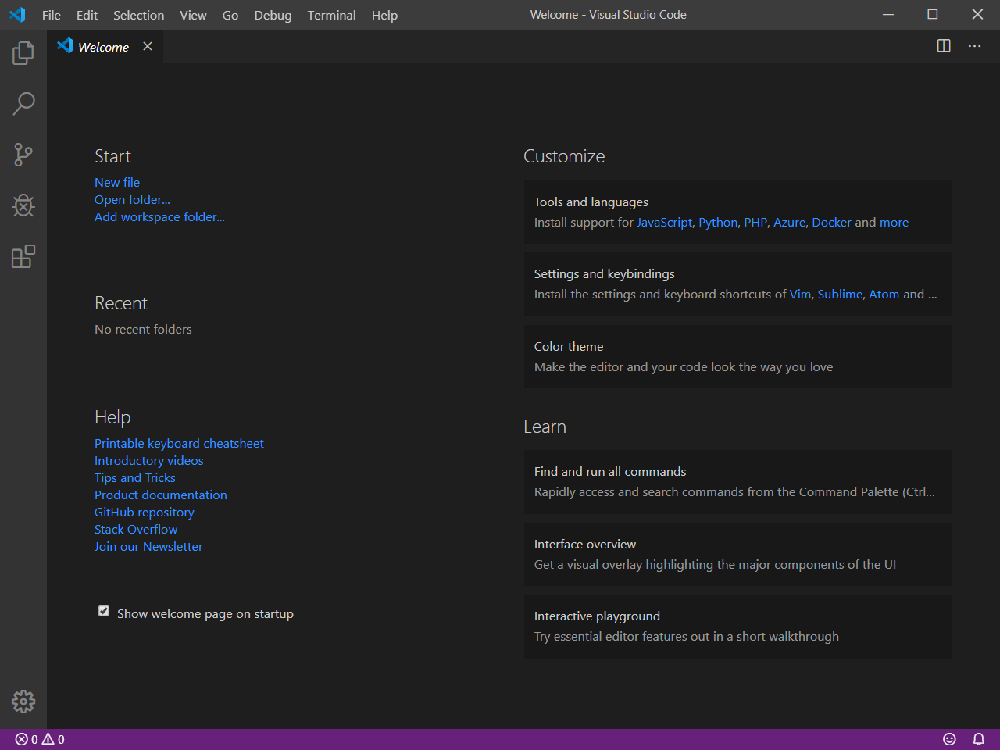 File Edit Selection View Go Debug Terminal Help Welcome - Visual Studio Code
Welcome
Start
New file
Open folder...
Add workspace folder...
Recent
No recent folders
Help
Printable keyboard cheatsheet
Introductory videos
Tips and Tricks
Product documentation
GitHub repository
Stack Overflow
Join our Newsletter
Show welcome page on startup
Customize
Tools and languages
Install support for JavaScript, Python, PHP, Azure, Docker and more
Settings and keybindings
Install the settings and keyboard shortcuts of Vim, Sublime, Atom and ...
Color theme
Make the editor and your code look the way you love
Learn
Find and run all commands
Rapidly access and search commands from the Command Palette (Ctrl...
Interface overview
Get a visual overlay highlighting the major components of the UI
Interactive playground
Try essential editor features out in a short walkthrough
0 0